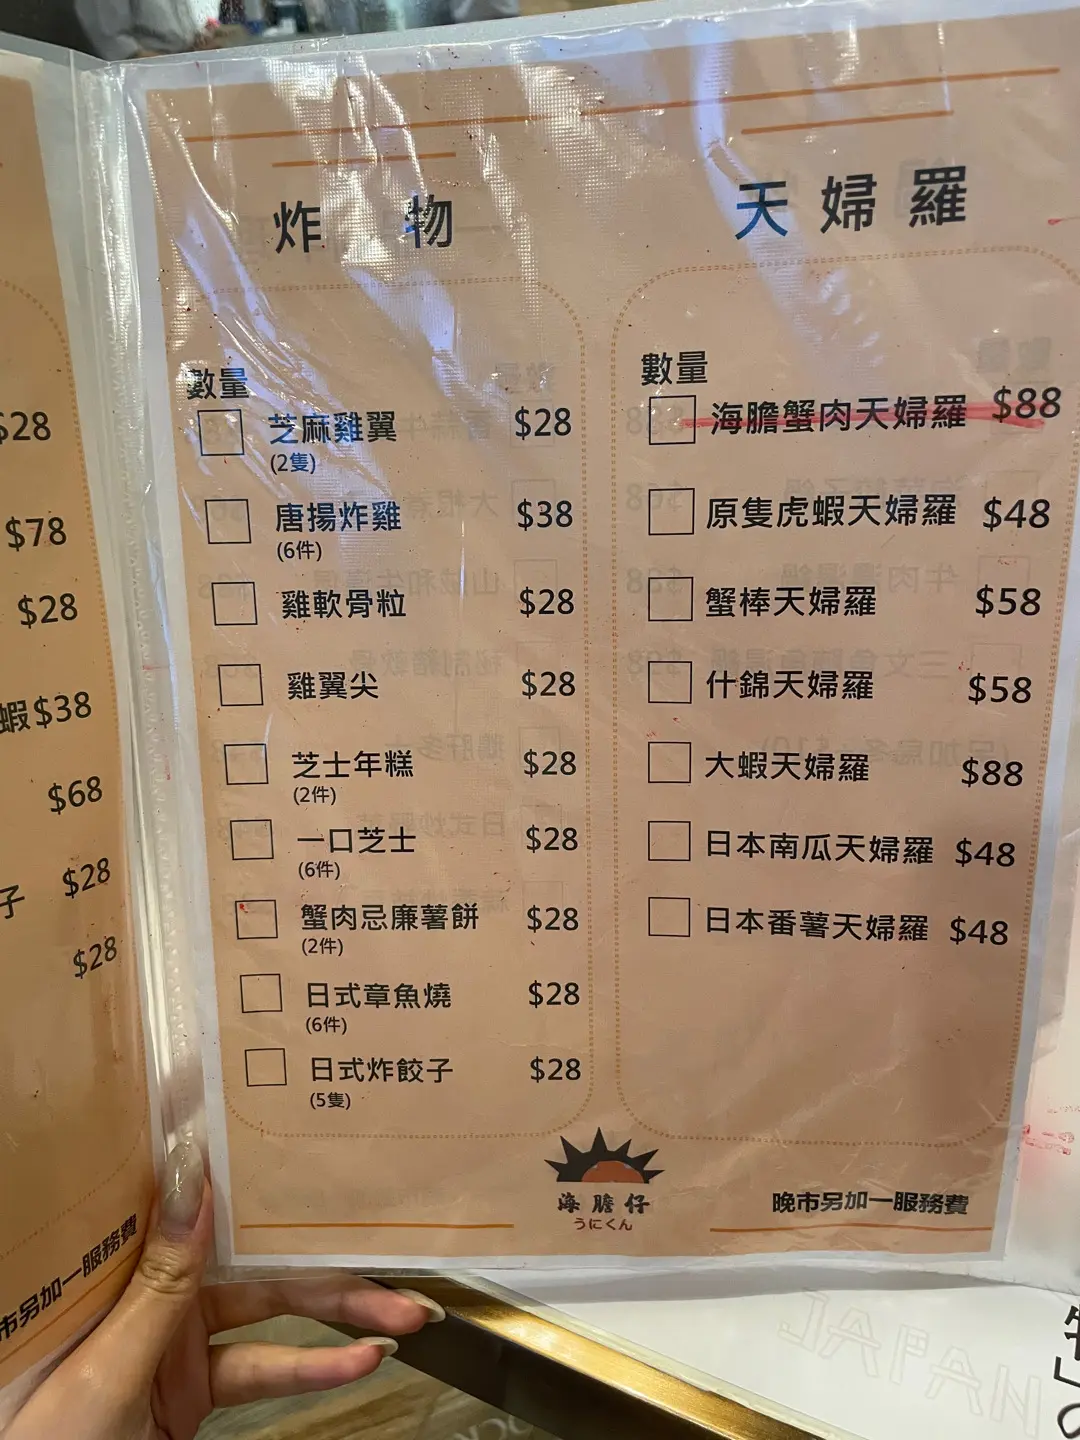 $28
$78
$28
蝦 $38
$68
子 $28
$28
市另加一服務費
炸 物
數量
芝麻雞翼 $28
(2隻)
唐揚炸雞 $38
(6件)
雞軟骨粒 $28
雞翼尖 $28
芝士年糕 $28
(2件)
一口芝士 $28
(6件)
蟹肉忌廉薯餅 $28
(2件)
日式章魚燒 $28
(6件)
日式炸餃子 $28
(5隻)
天婦羅
數量
海膽蟹肉天婦羅 $88
原隻虎蝦天婦羅 $48
蟹棒天婦羅 $58
什錦天婦羅 $58
大蝦天婦羅 $88
日本南瓜天婦羅 $48
日本番薯天婦羅 $48
海膽仔
うにくん
晚市另加一服務費
JAPAN